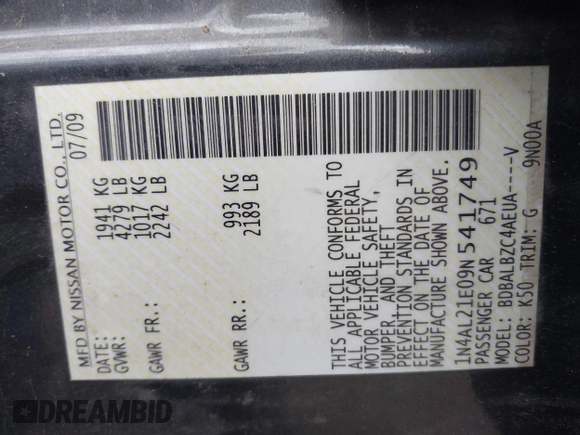 MFD BY NISSAN MOTOR CO., LTD.
DATE: 07/09
GVWR: 1941 KG
4279 LB
GAWR FR.: 1017 KG
2242 LB
GAWR RR.: 993 KG
2189 LB
THIS VEHICLE CONFORMS TO
ALL APPLICABLE FEDERAL
MOTOR VEHICLE SAFETY,
BUMPER, AND THEFT
PREVENTION STANDARDS IN
EFFECT ON THE DATE OF
MANUFACTURE SHOWN ABOVE.
1N4AL21E09N541749
PASSENGER CAR 671
MODEL: BDBALBZC4AEUA----V
COLOR: K50 TRIM: G 9N00A
DREAMBID